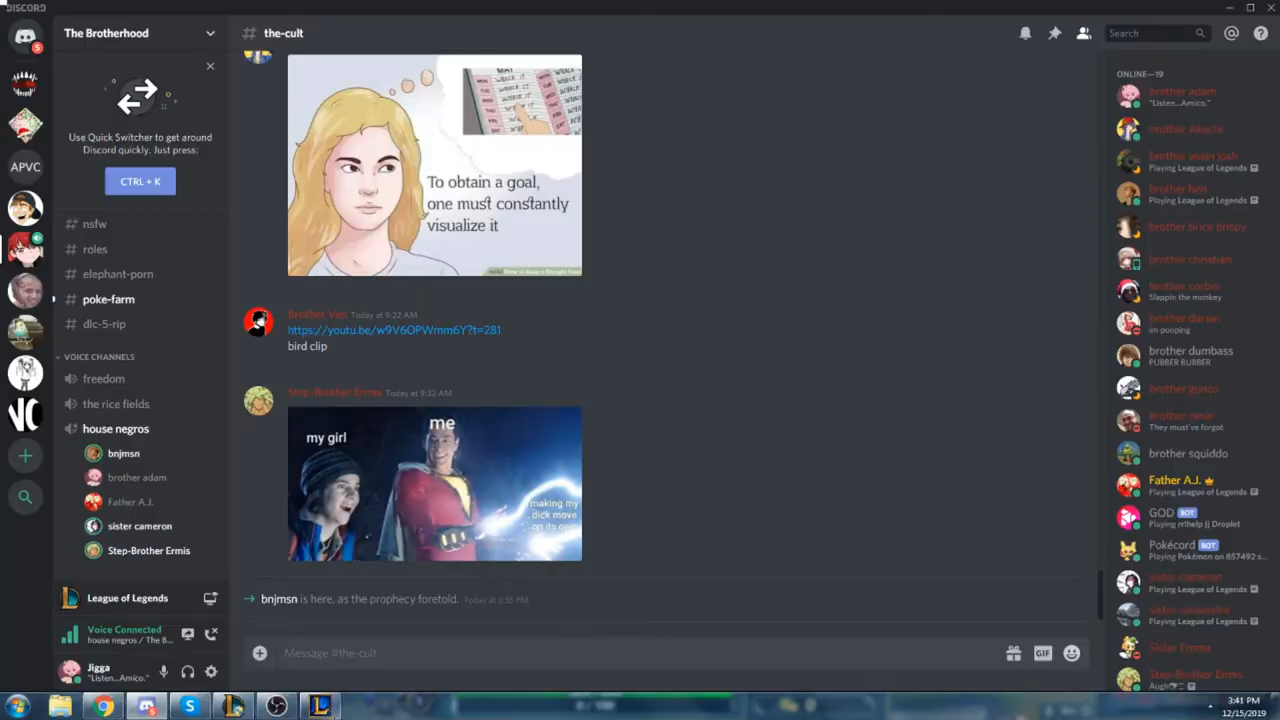 DISCORD
The Brotherhood
# the-cult
Search
Use Quick Switcher to get around
Discord quickly. Just press:
CTRL + K
APVC
# nsfw
# roles
# elephant-porn
# poke-farm
# dlc-5-rip
VOICE CHANNELS
freedom
the rice fields
house negros
bnjmsn
brother adam
Father A.J.
sister cameron
Step-Brother Ermis
League of Legends
Voice Connected
house negros / The B...
Jigga
"Listen...Amico."
MAY
To obtain a goal,
one must constantly
visualize it
Brother Vox Today at 9:22 AM
https://youtu.be/w9V6OPWmm6Y?t=281
bird clip
Step-Brother Ermis Today at 9:32 AM
me
my girl
making my
dick move
on its own
bnjmsn is here, as the prophecy foretold. Today at 3:35 PM
Message #the-cult
GIF
ONLINE—19
brother adam
"Listen...Amico."
brother Akechi
brother asain josh
Playing League of Legends
brother ben
Playing League of Legends
brother brice brispy
brother christian
brother corbin
Slappin the monkey
im pooping
brother dumbass
PUBBER BUBBER
brother gunzo
brother omar
They must've forgot
brother squiddo
Father A.J.
Playing League of Legends
GOD BOT
Playing rr!help || Droplet
Pokécord BOT
Playing Pokémon on 857492 s...
sister cameron
Playing League of Legends
sister cassandra
Playing League of Legends
Sister Emma
Step-Brother Ermis
3:41 PM
12/15/2019